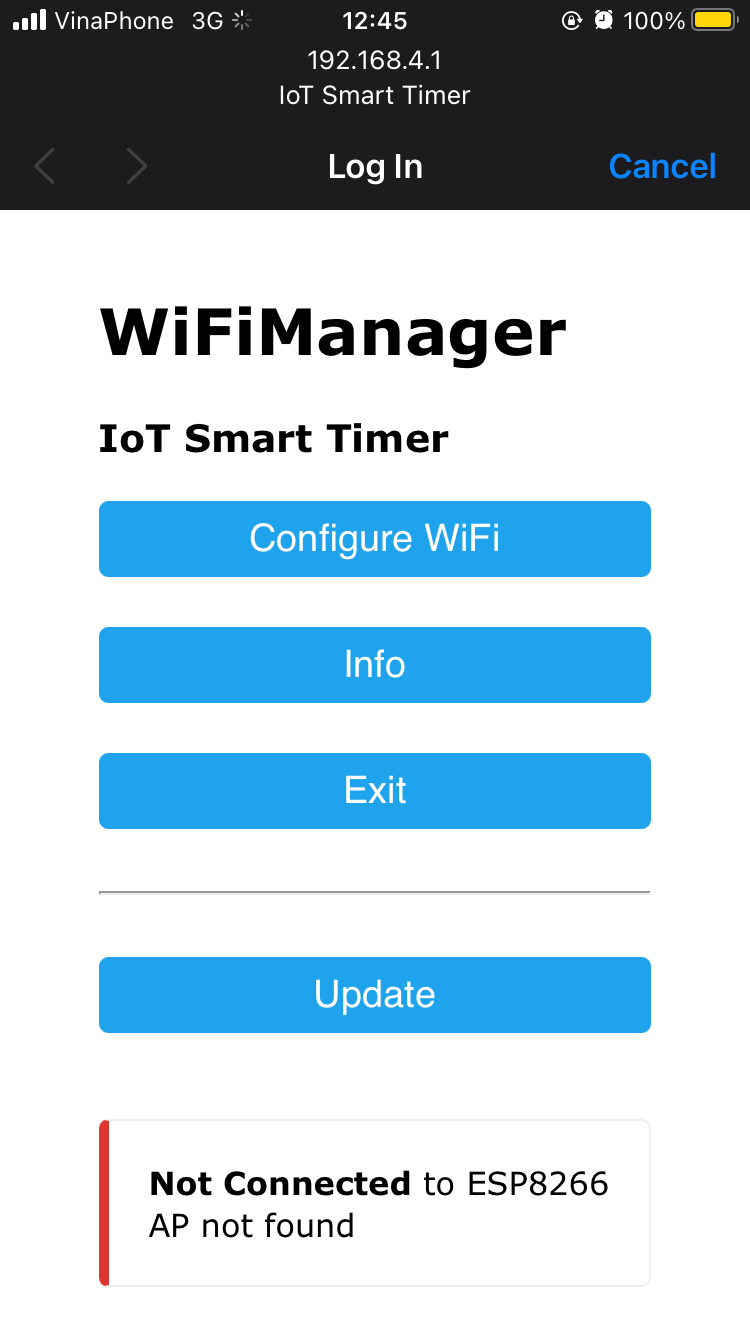 VinaPhone 3G 12:45 100%
192.168.4.1
IoT Smart Timer
Log In Cancel
WiFiManager
IoT Smart Timer
Configure WiFi
Info
Exit
Update
Not Connected to ESP8266
AP not found